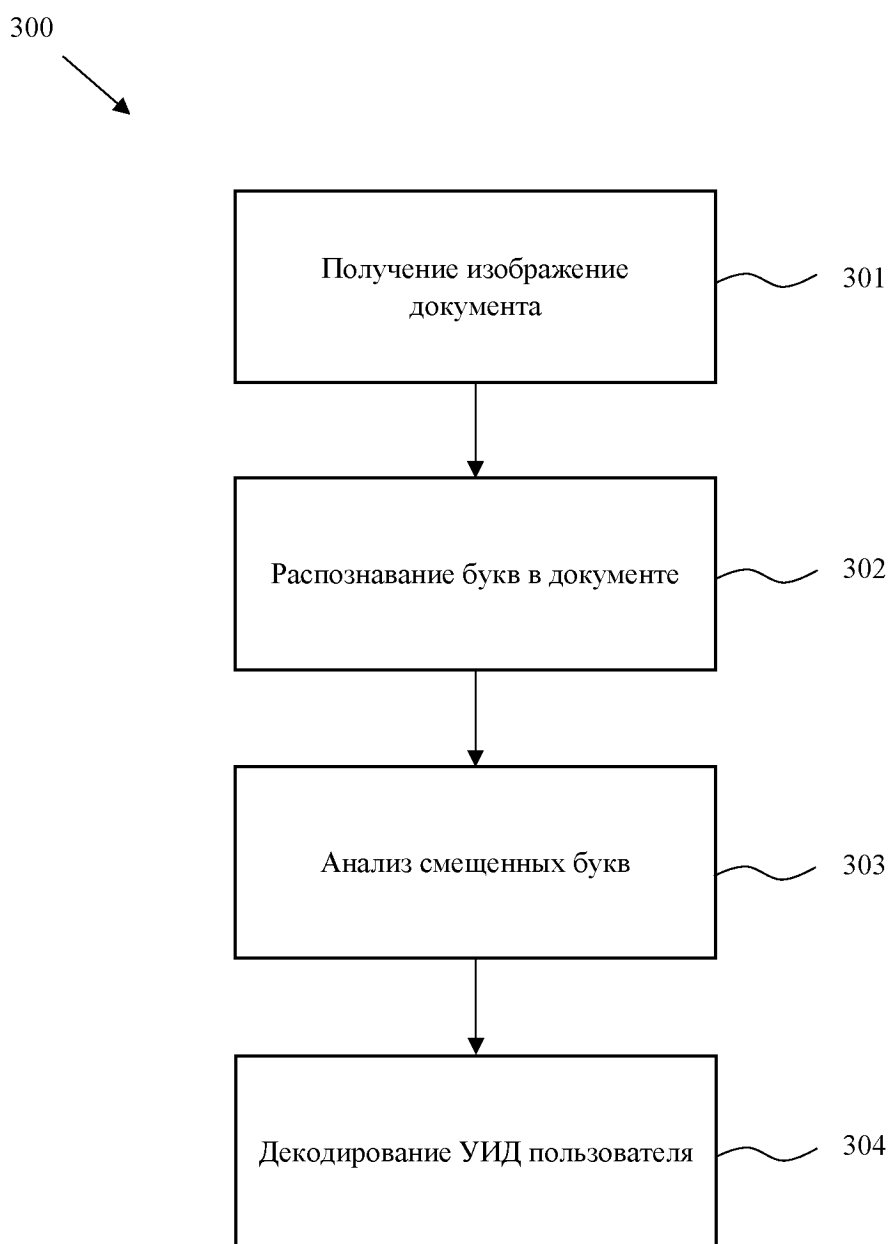 300
Получение изображение
документа
301
Распознавание букв в документе
302
Анализ смещенных букв
303
Декодирование УИД пользователя
304